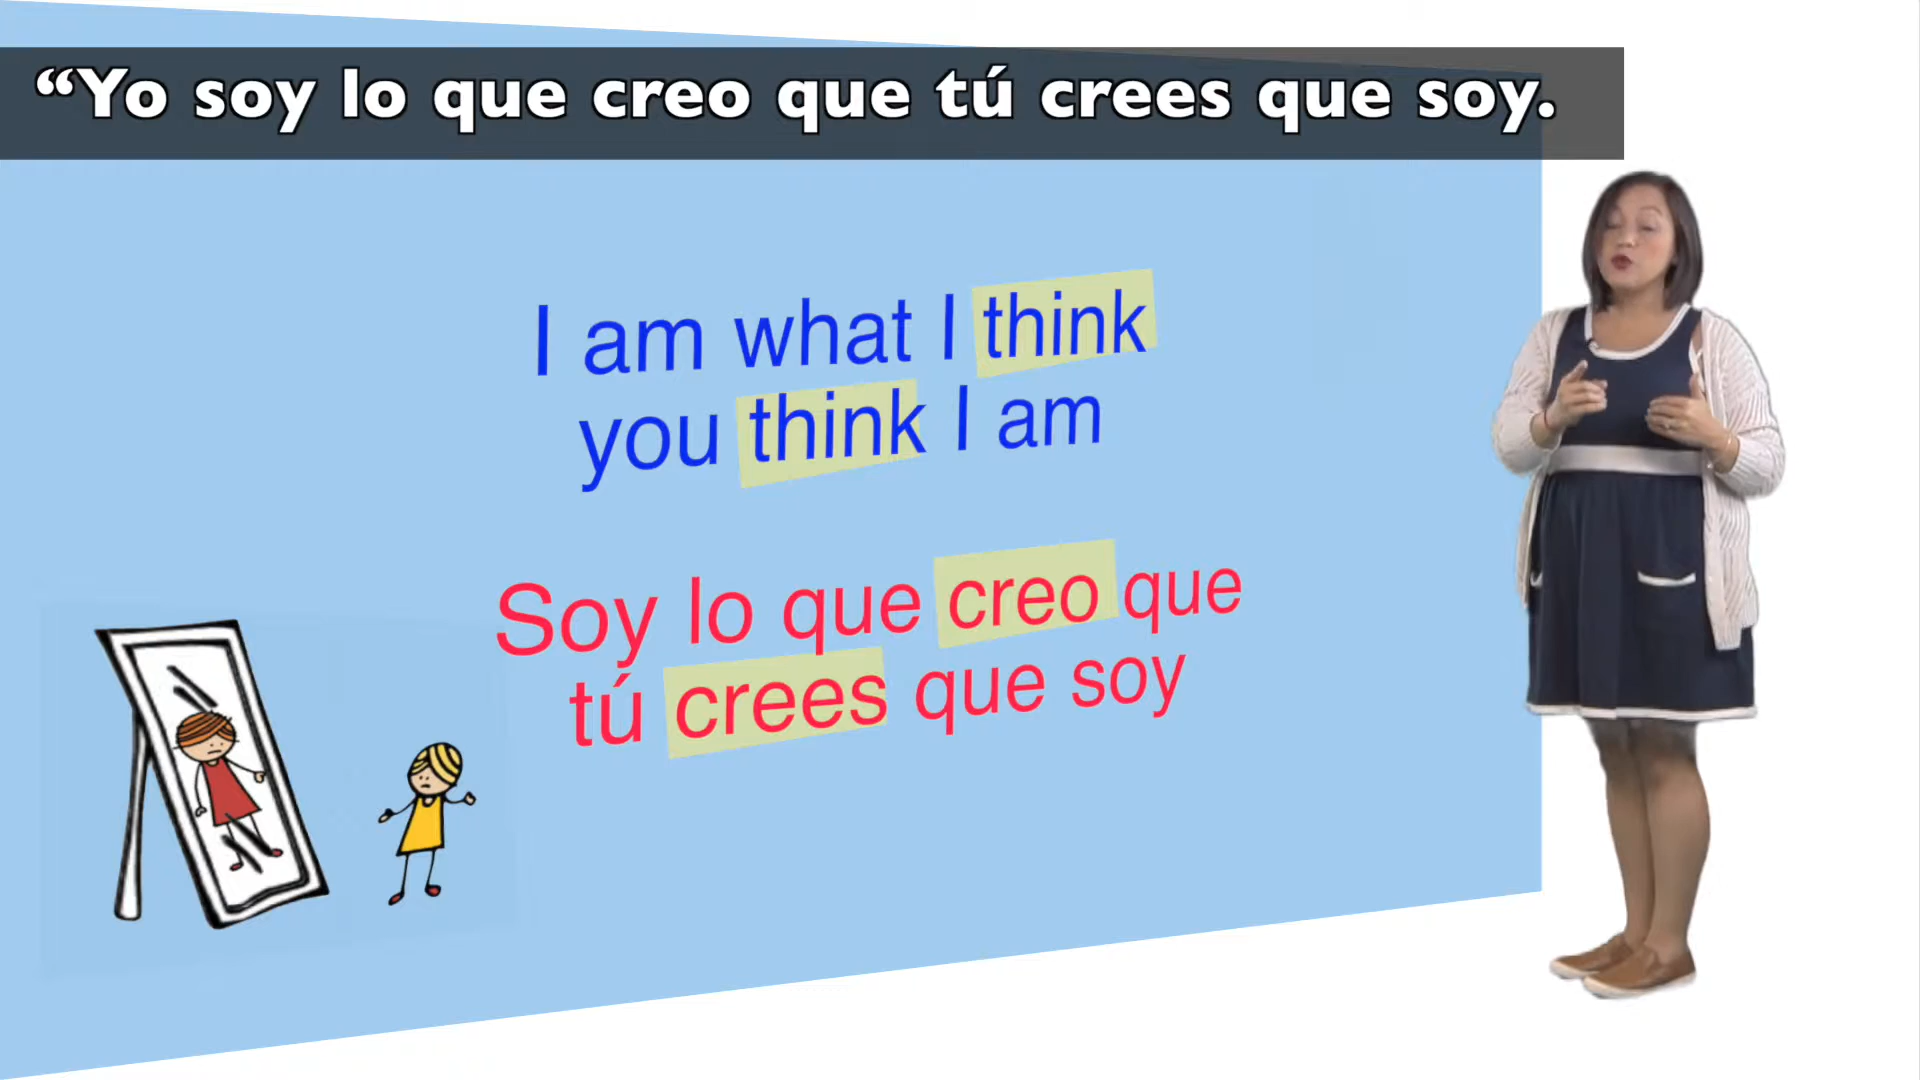 “Yo soy lo que creo que tú crees que soy.
I am what I think
you think I am
Soy lo que creo que
tú crees que soy